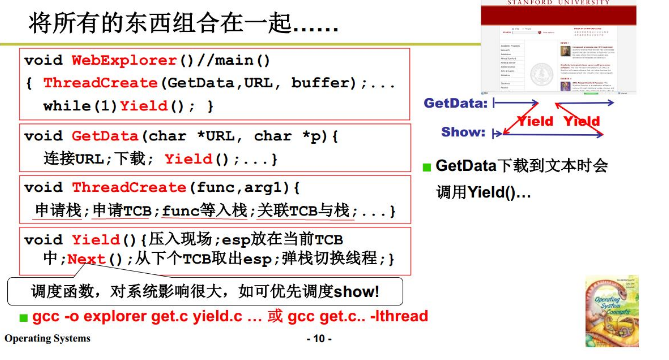 将所有的东西组合在一起……
STANFORD UNIVERSITY
void WebExplorer()//main()
{ ThreadCreate(GetData,URL, buffer);...
while(1)Yield(); }
void GetData(char *URL, char *p){
连接URL;下载; Yield();...}
void ThreadCreate(func,arg1){
申请栈;申请TCB;func等入栈;关联TCB与栈;...}
void Yield(){压入现场;esp放在当前TCB
中;Next();从下个TCB取出esp;弹栈切换线程;}
调度函数，对系统影响很大，如可优先调度show!
gcc -o explorer get.c yield.c … 或 gcc get.c.. -lthread
GetData:
Show:
Yield Yield
GetData下载到文本时会
调用Yield()…
Operating System Concepts
Operating Systems
- 10 -